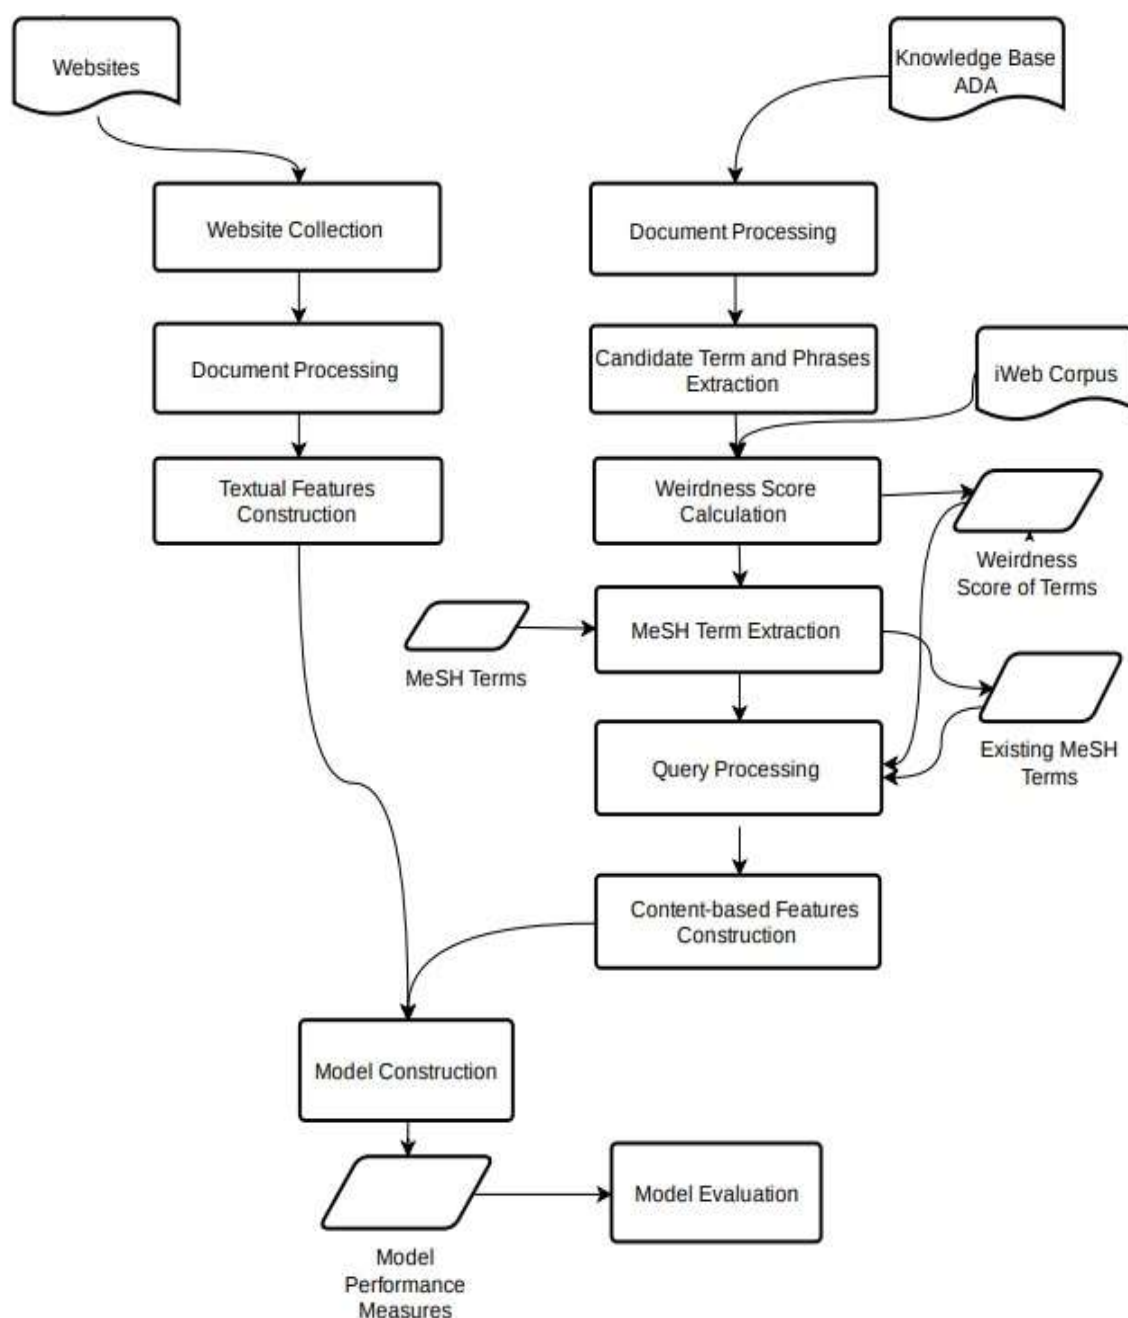 Websites
Knowledge Base
ADA
Website Collection
Document Processing
Document Processing
Candidate Term and Phrases
Extraction
iWeb Corpus
Textual Features
Construction
Weirdness Score
Calculation
Weirdness
Score of Terms
MeSH Term Extraction
MeSH Terms
Existing MeSH
Terms
Query Processing
Content-based Features
Construction
Model Construction
Model Evaluation
Model
Performance
Measures